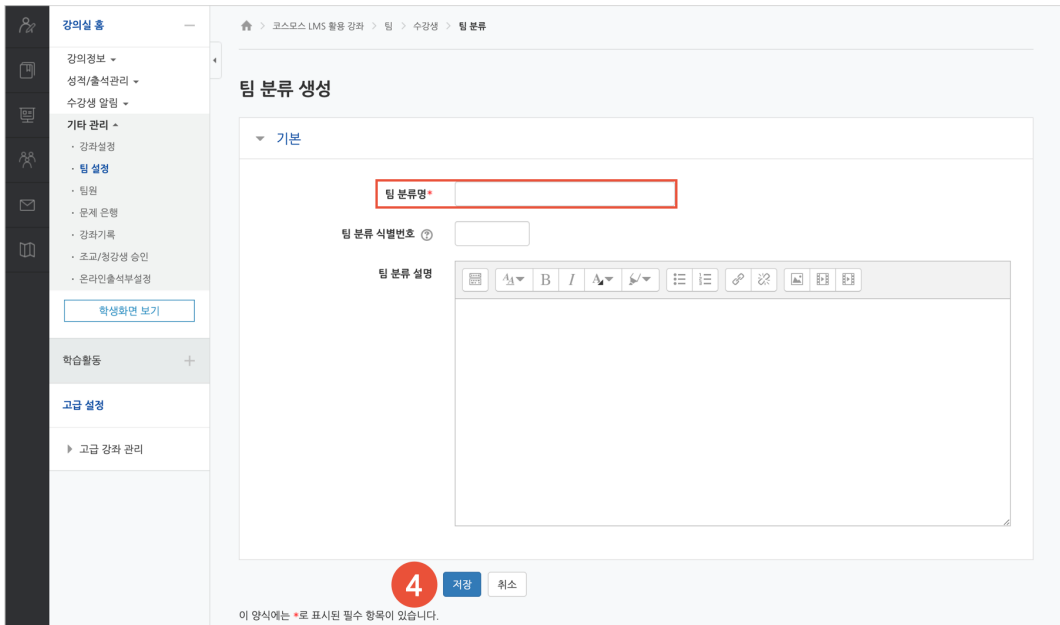 강의실 홈
강의정보
성적/출석관리
수강생 알림
기타 관리
· 강좌설정
· 팀 설정
· 팀원
· 문제 은행
· 강좌기록
· 조교/청강생 승인
· 온라인출석부설정
학생화면 보기
학습활동
고급 설정
고급 강좌 관리
코스모스 LMS 활용 강좌 > 팀 > 수강생 > 팀 분류
팀 분류 생성
기본
팀 분류명*
팀 분류 식별번호 ?
팀 분류 설명
B I
4 저장 취소
이 양식에는 *로 표시된 필수 항목이 있습니다.